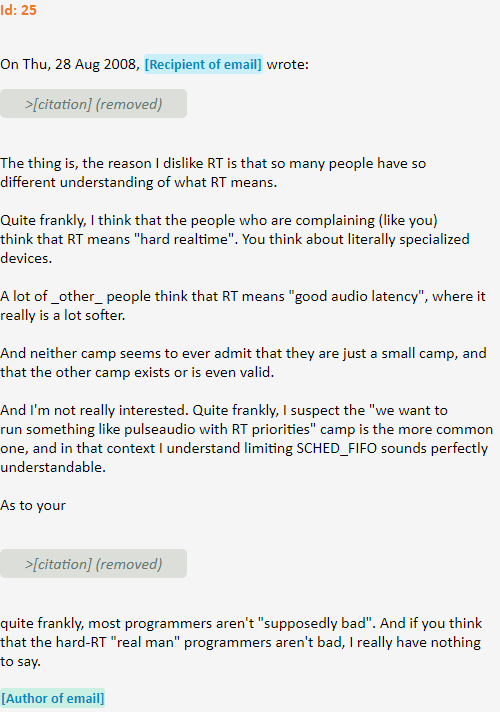 Id: 25
On Thu, 28 Aug 2008, [Recipient of email] wrote:
>[citation] (removed)
The thing is, the reason I dislike RT is that so many people have so
different understanding of what RT means.
Quite frankly, I think that the people who are complaining (like you)
think that RT means "hard realtime". You think about literally specialized
devices.
A lot of _other_ people think that RT means "good audio latency", where it
really is a lot softer.
And neither camp seems to ever admit that they are just a small camp, and
that the other camp exists or is even valid.
And I'm not really interested. Quite frankly, I suspect the "we want to
run something like pulseaudio with RT priorities" camp is the more common
one, and in that context I understand limiting SCHED_FIFO sounds perfectly
understandable.
As to your
>[citation] (removed)
quite frankly, most programmers aren't "supposedly bad". And if you think
that the hard-RT "real man" programmers aren't bad, I really have nothing
to say.
[Author of email]